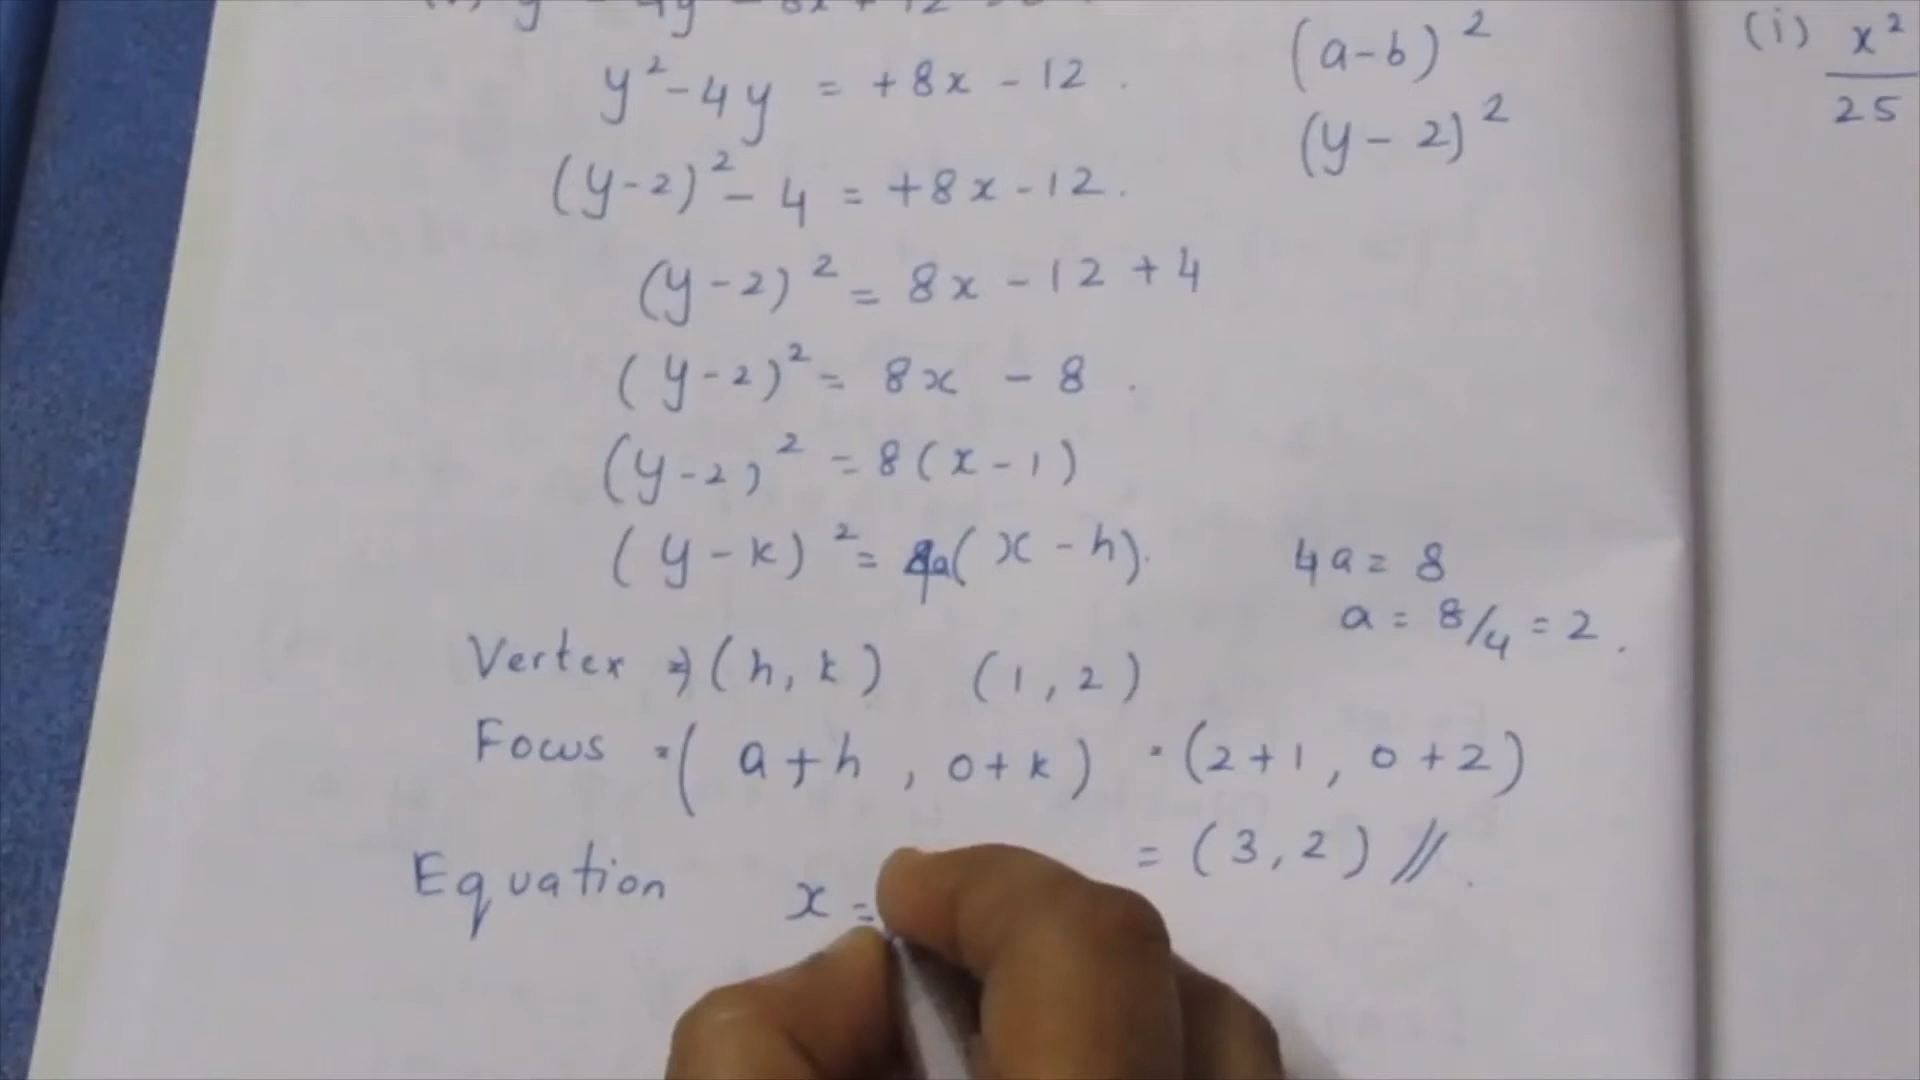 y² - 4y = +8x - 12.
(y-2)² - 4 = +8x - 12.
(y-2)² = 8x - 12 + 4
(y-2)² = 8x - 8.
(y-2)² = 8(x-1)
(y-k)² = 4a(x-h).
Vertex ⇒ (h, k) (1, 2)
Focus = (a+h, 0+k) = (2+1, 0+2)
= (3, 2) //.
Equation x =
(a-b)²
(y-2)²
4a = 8
a = 8/4 = 2.
(i) x²
25